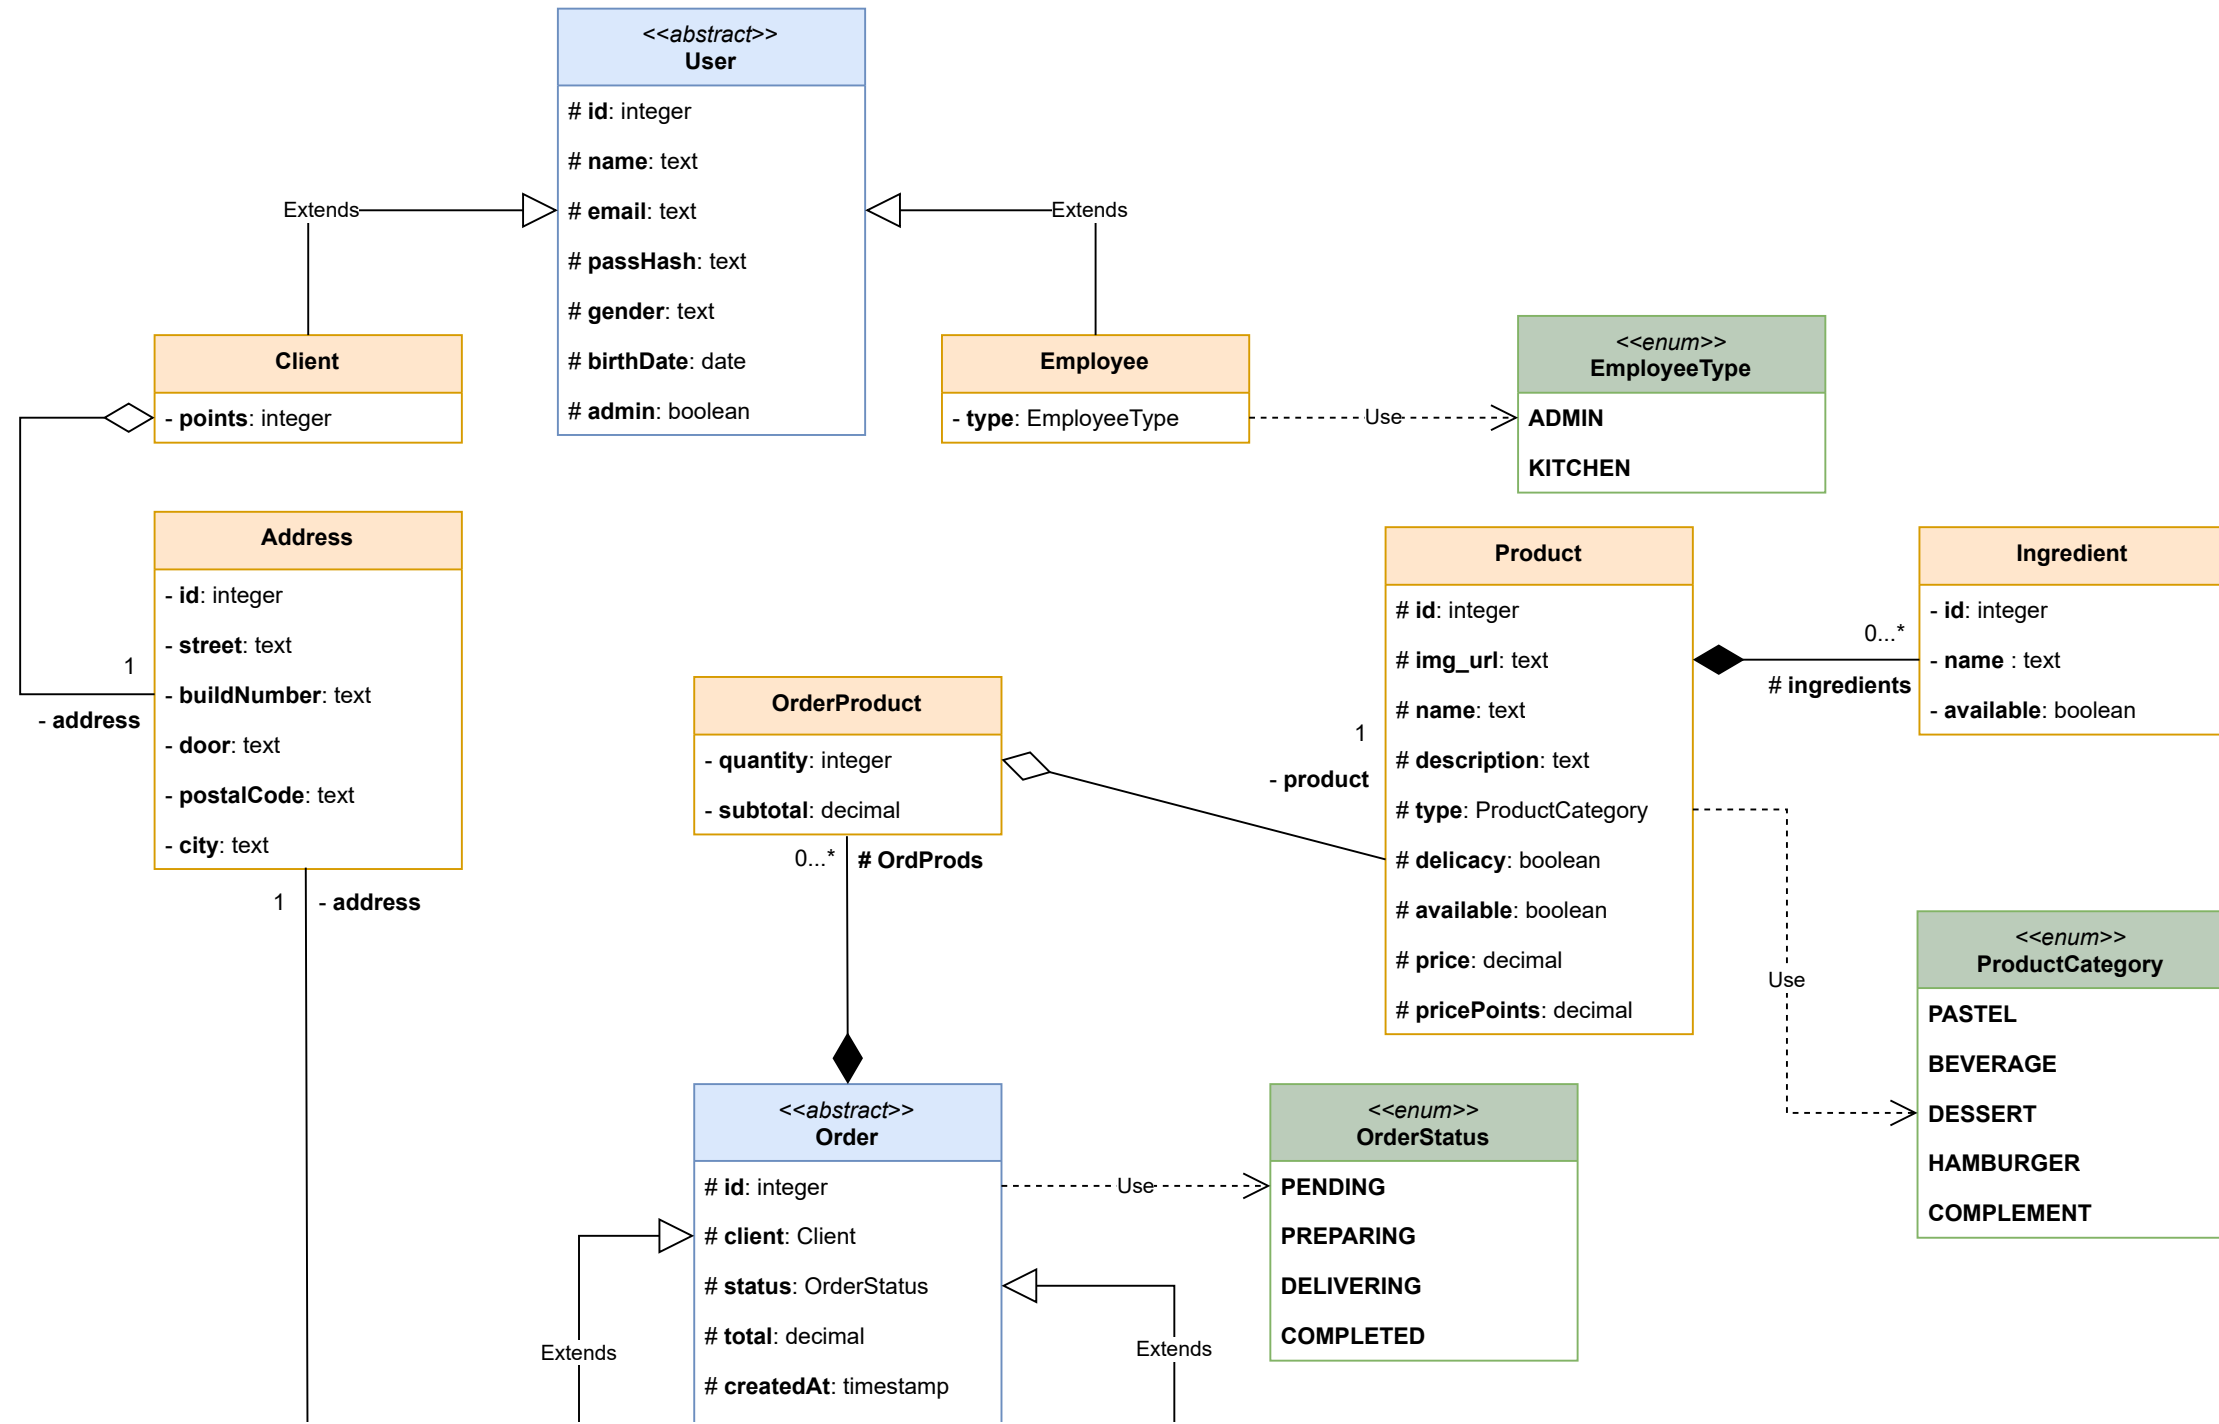 <<abstract>>
User
# id: integer
# name: text
# email: text
# passHash: text
# gender: text
# birthDate: date
# admin: boolean
Extends
Extends
Client
- points: integer
Employee
- type: EmployeeType
Use
<<enum>>
EmployeeType
ADMIN
KITCHEN
Address
- id: integer
- street: text
- buildNumber: text
- door: text
- postalCode: text
- city: text
1
- address
1
- address
OrderProduct
- quantity: integer
- subtotal: decimal
0...*
# OrdProds
1
- product
Product
# id: integer
# img_url: text
# name: text
# description: text
# type: ProductCategory
# delicacy: boolean
# available: boolean
# price: decimal
# pricePoints: decimal
0...*
# ingredients
Ingredient
- id: integer
- name : text
- available: boolean
Use
<<enum>>
ProductCategory
PASTEL
BEVERAGE
DESSERT
HAMBURGER
COMPLEMENT
<<abstract>>
Order
# id: integer
# client: Client
# status: OrderStatus
# total: decimal
# createdAt: timestamp
Use
<<enum>>
OrderStatus
PENDING
PREPARING
DELIVERING
COMPLETED
Extends
Extends